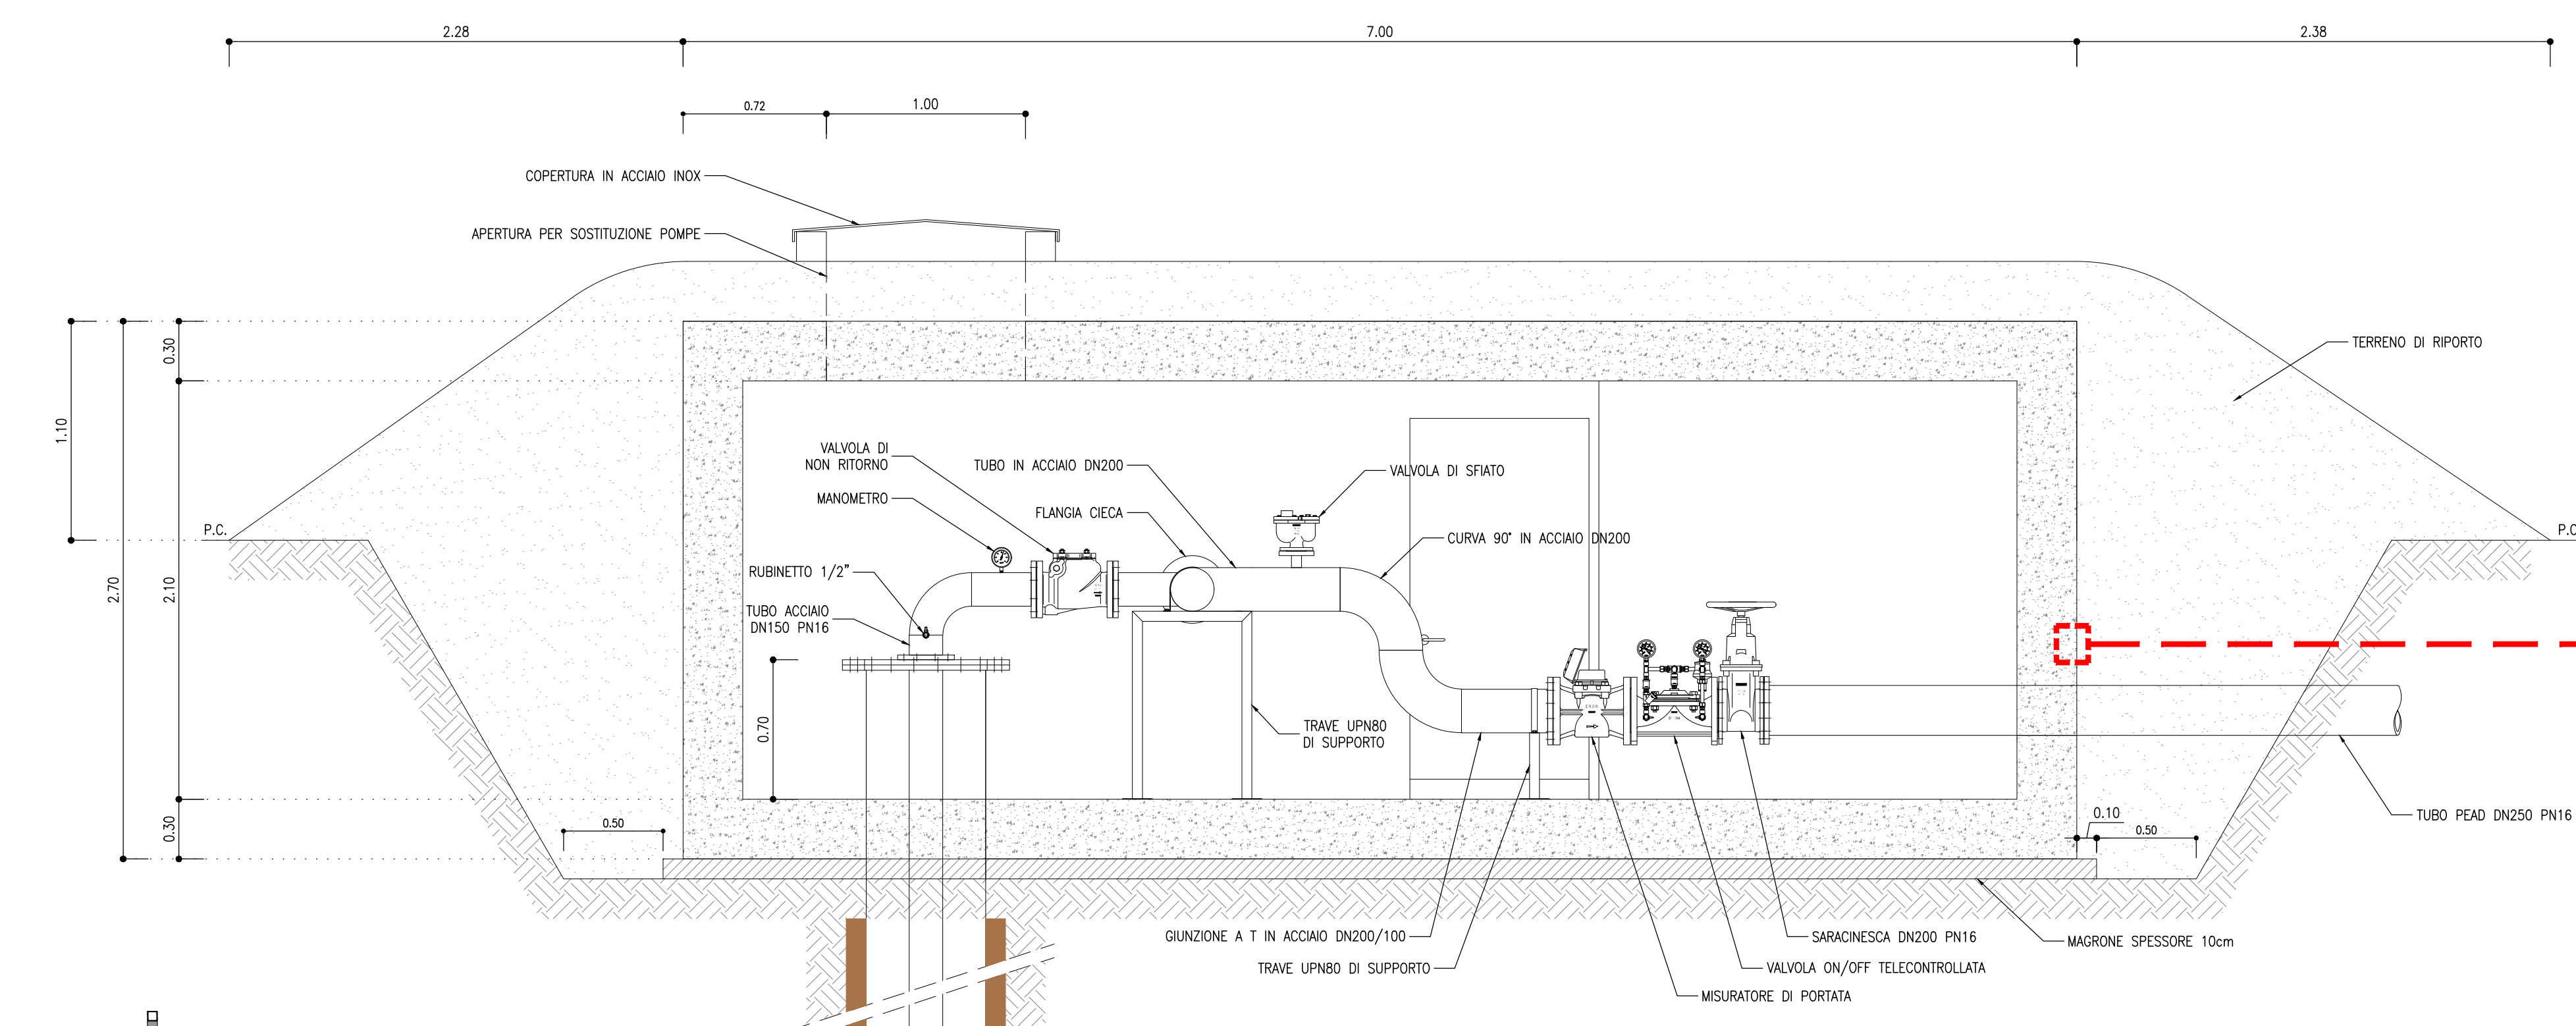 2.28
7.00
2.38
0.72
1.00
COPERTURA IN ACCIAIO INOX
APERTURA PER SOSTITUZIONE POMPE
0.30
TERRENO DI RIPORTO
1.10
VALVOLA DI
NON RITORNO
TUBO IN ACCIAIO DN200
VALVOLA DI SFIATO
MANOMETRO
FLANGIA CIECA
P.C.
CURVA 90° IN ACCIAIO DN200
P.C
RUBINETTO 1/2"
2.70
2.10
TUBO ACCIAIO
DN150 PN16
0.70
TRAVE UPN80
DI SUPPORTO
0.30
0.50
0.10
0.50
TUBO PEAD DN250 PN16
GIUNZIONE A T IN ACCIAIO DN200/100
SARACINESCA DN200 PN16
MAGRONE SPESSORE 10cm
TRAVE UPN80 DI SUPPORTO
VALVOLA ON/OFF TELECONTROLLATA
MISURATORE DI PORTATA